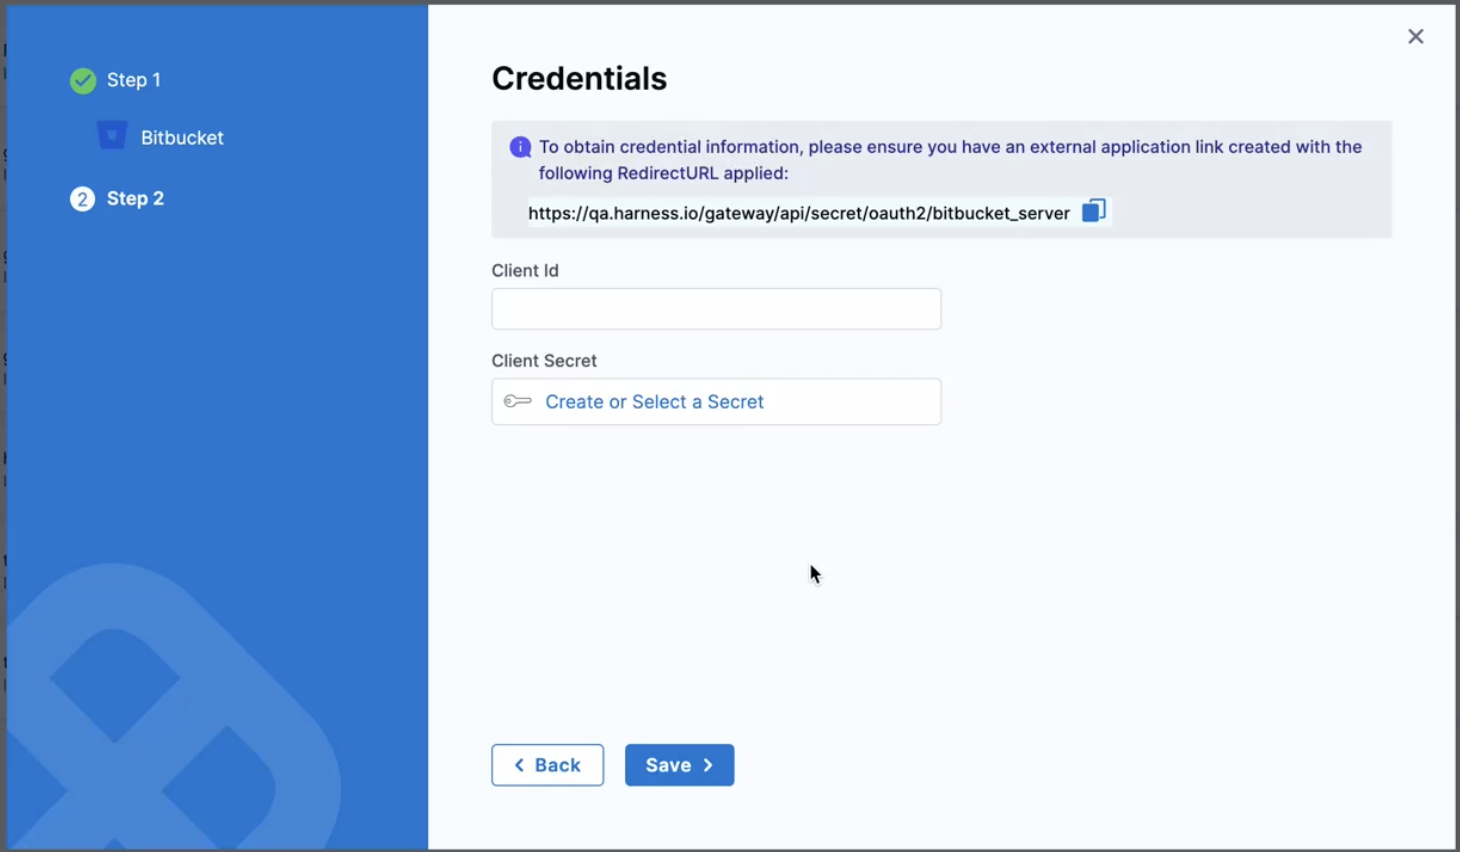 Step 1
Bitbucket
2 Step 2
Credentials
To obtain credential information, please ensure you have an external application link created with the
following RedirectURL applied:
https://qa.harness.io/gateway/api/secret/oauth2/bitbucket_server
Client Id
Client Secret
Create or Select a Secret
Back
Save